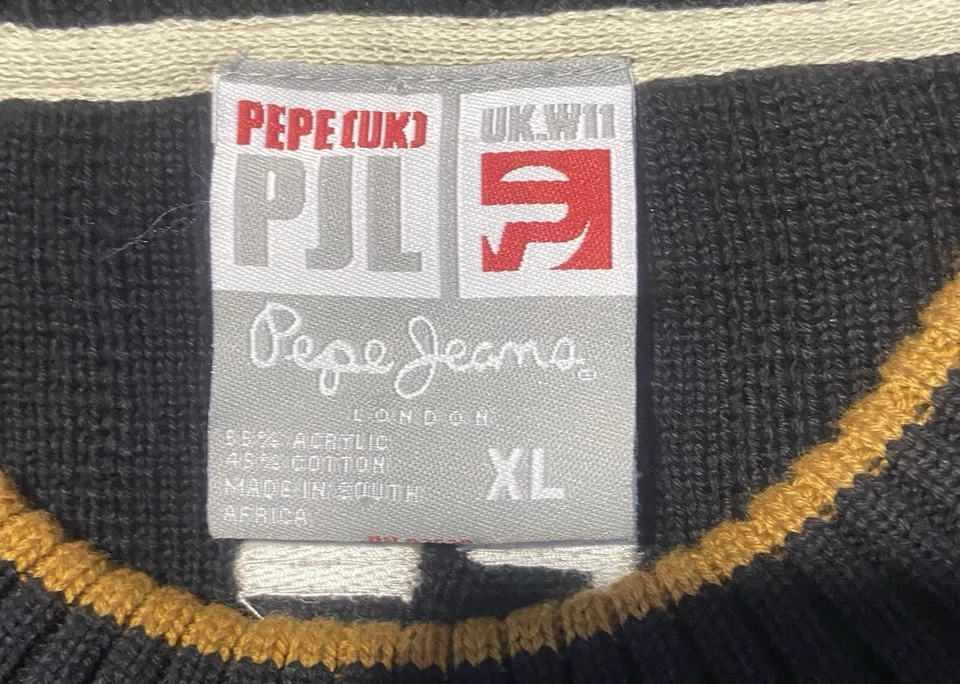 PEPE(UK)
PJL
UK.W11
Pepe Jeans
LONDON
55% ACRYLIC
45% COTTON
MADE IN SOUTH
AFRICA
XL